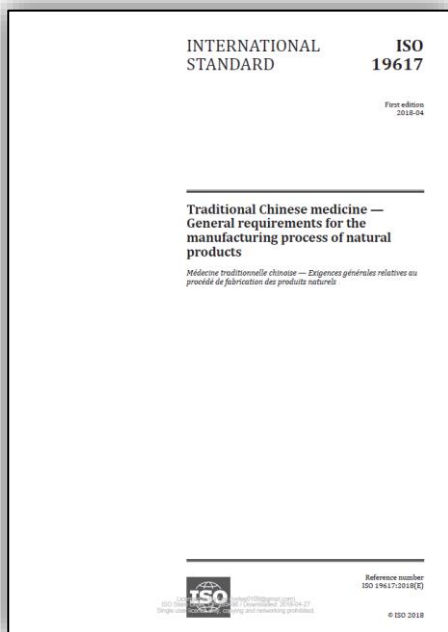 INTERNATIONAL
STANDARD
ISO
19617
First edition
2018-04
Traditional Chinese medicine —
General requirements for the
manufacturing process of natural
products
Médecine traditionnelle chinoise — Exigences générales relatives au
procédé de fabrication des produits naturels
ISO
Reference number
ISO 19617:2018(E)
© ISO 2018